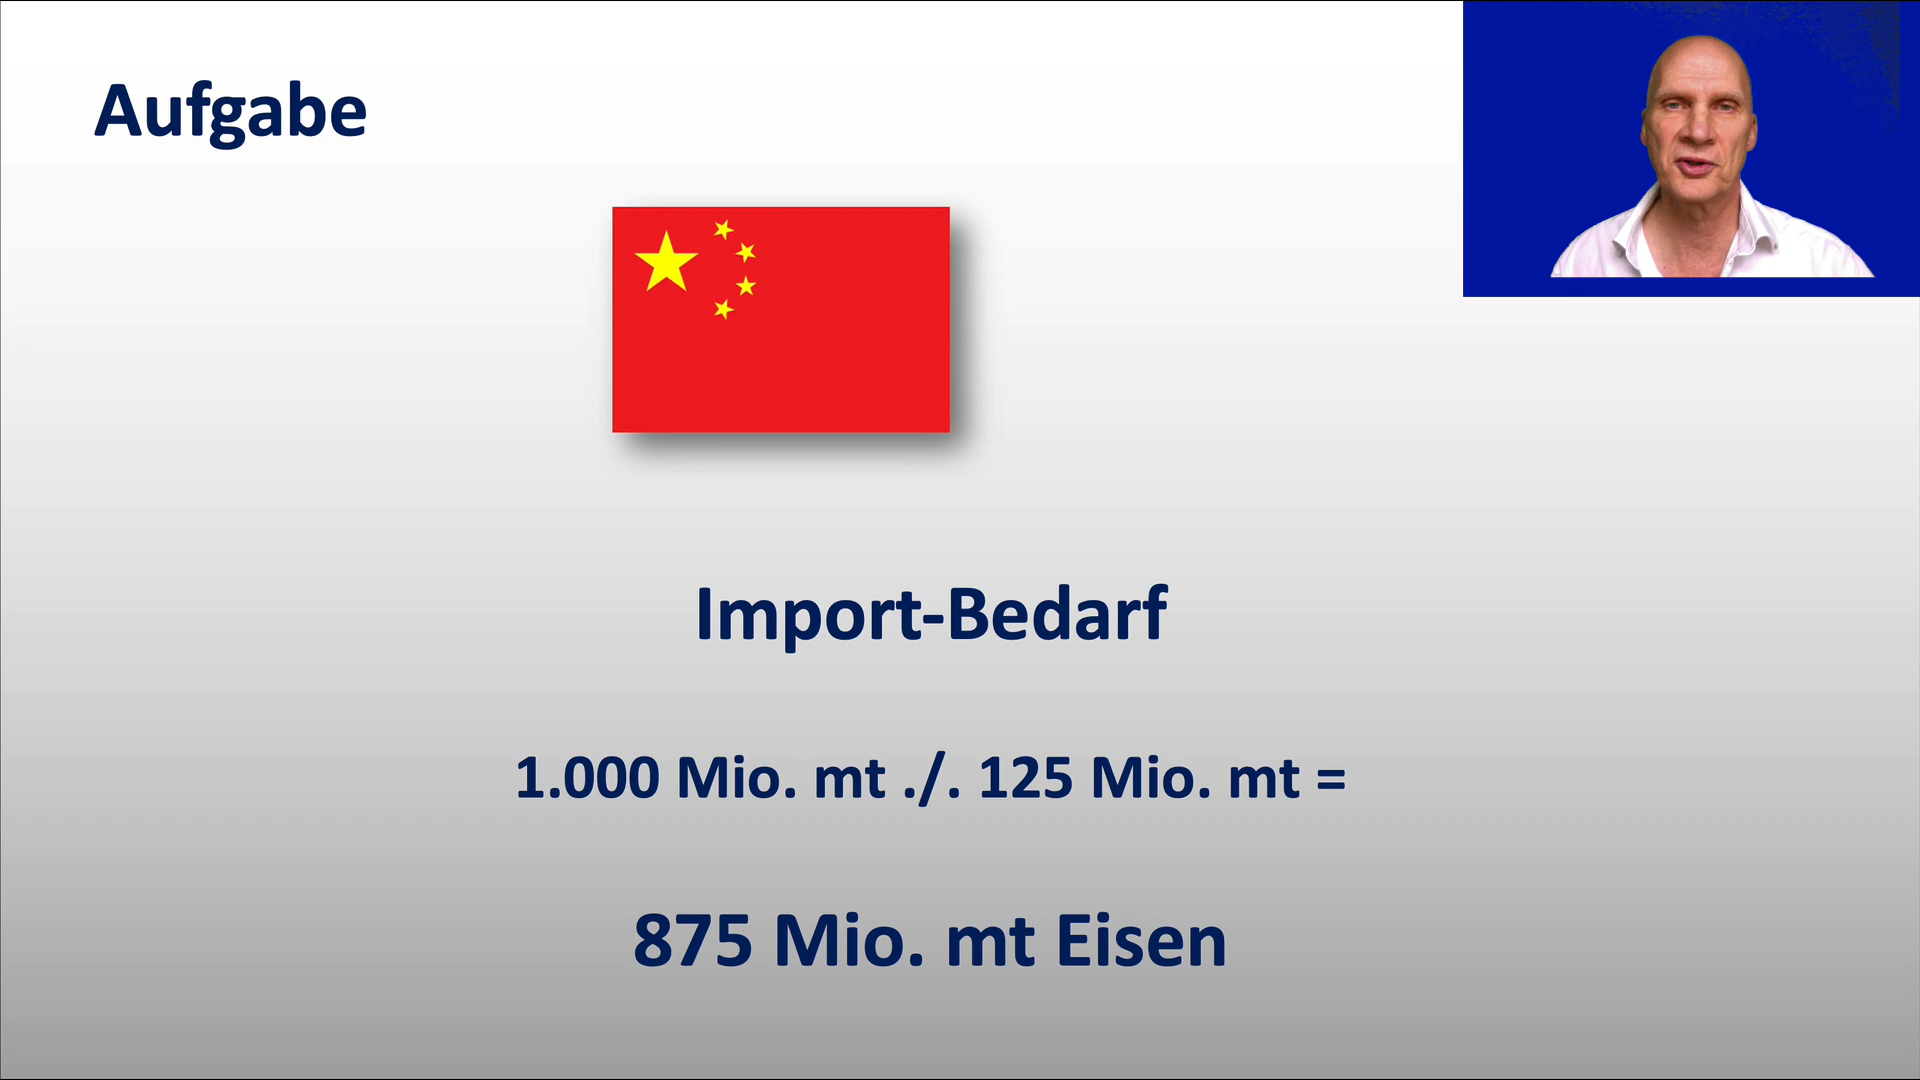 Aufgabe
Import-Bedarf
1.000 Mio. mt ./. 125 Mio. mt =
875 Mio. mt Eisen